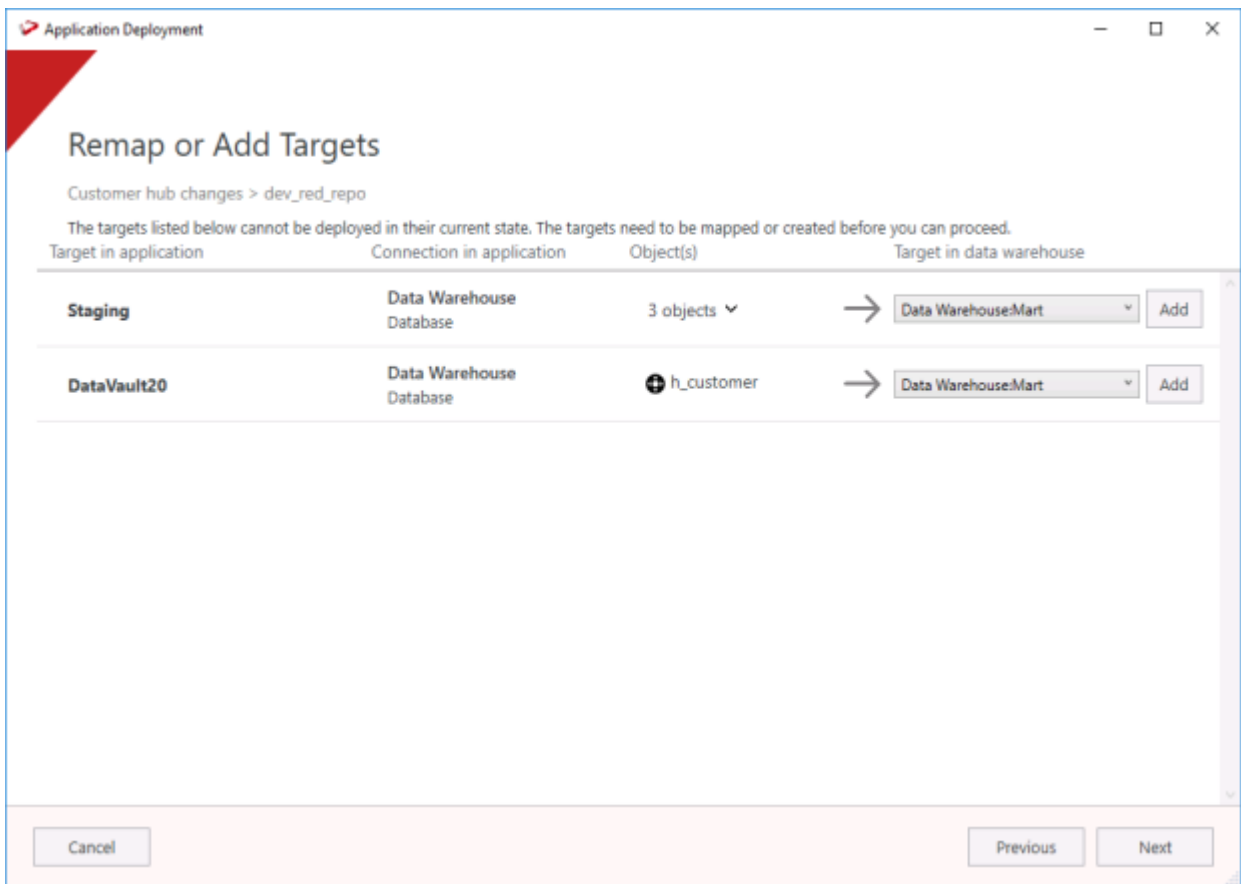 Application Deployment
Remap or Add Targets
Customer hub changes > dev_red_repo
The targets listed below cannot be deployed in their current state. The targets need to be mapped or created before you can proceed.
Target in application Connection in application Object(s) Target in data warehouse
Staging Data Warehouse Database 3 objects Data Warehouse:Mart Add
DataVault20 Data Warehouse Database h_customer Data Warehouse:Mart Add
Cancel Previous Next